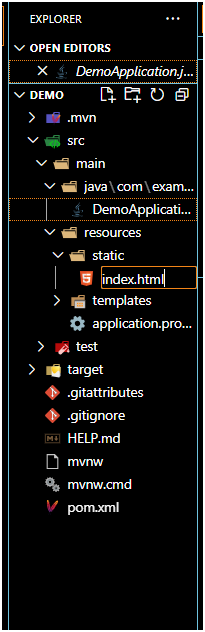 EXPLORER
OPEN EDITORS
DemoApplication.j...
DEMO
.mvn
src
main
java\com\exam...
DemoApplicati...
resources
static
index.html
templates
application.pro...
test
target
.gitattributes
.gitignore
HELP.md
mvnw
mvnw.cmd
pom.xml